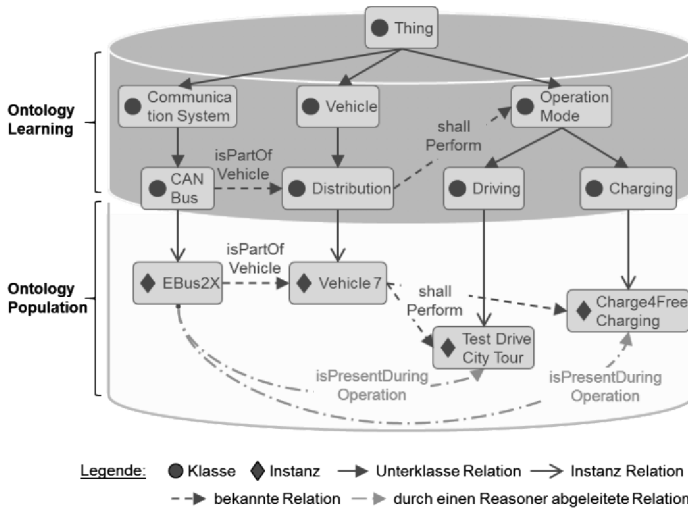 Thing
Ontology
Learning
Communica
tion System
Vehicle
Operation
Mode
shall
Perform
isPartOf
Vehicle
CAN
Bus
Distribution
Driving
Charging
Ontology
Population
isPartOf
Vehicle
EBus2X
Vehicle 7
shall
Perform
Charge4Free
Charging
Test Drive
City Tour
isPresentDuring
Operation
isPresentDuring
Operation
Legende: Klasse Instanz Unterklasse Relation Instanz Relation
bekannte Relation durch einen Reasoner abgeleitete Relation